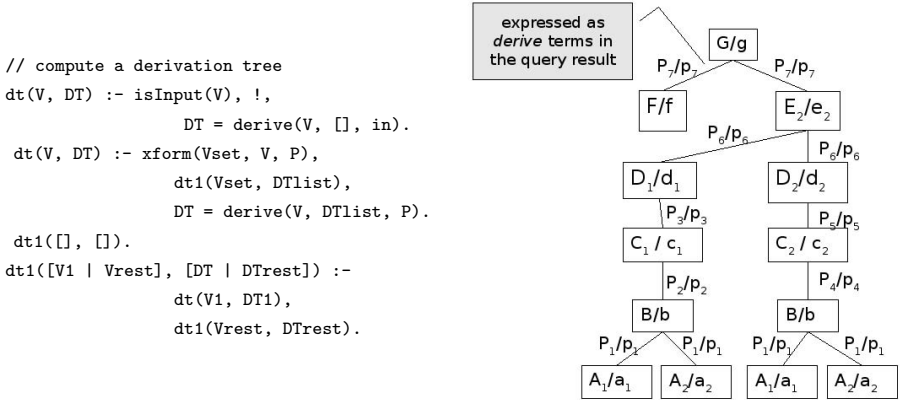 // compute a derivation tree
dt(V, DT) :- isInput(V), !,
DT = derive(V, [], in).
dt(V, DT) :- xform(Vset, V, P),
dt1(Vset, DTlist),
DT = derive(V, DTlist, P).
dt1([], []).
dt1([V1 | Vrest], [DT | DTrest]) :-
dt(V1, DT1),
dt1(Vrest, DTrest).
expressed as
derive terms in
the query result
G/g
P₇/p₇ P₇/p₇
F/f E₂/e₂
P₆/p₆ P₆/p₆
D₁/d₁ D₂/d₂
P₃/p₃ P₅/p₅
C₁ / c₁ C₂ / c₂
P₂/p₂ P₄/p₄
B/b B/b
P₁/p₁ P₁/p₁ P₁/p₁ P₁/p₁
A₁/a₁ A₂/a₂ A₁/a₁ A₂/a₂